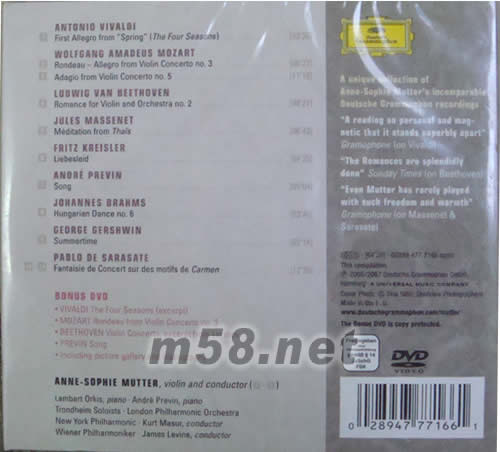 ANTONIO VIVALDI
First Allegro from "Spring" (The Four Seasons)
WOLFGANG AMADEUS MOZART
Rondeau – Allegro from Violin Concerto no. 3
Adagio from Violin Concerto no. 5
LUDWIG VAN BEETHOVEN
Romance for Violin and Orchestra no. 2
JULES MASSENET
Méditation from Thaïs
FRITZ KREISLER
Liebesleid
ANDRÉ PREVIN
Song
JOHANNES BRAHMS
Hungarian Dance no. 6
GEORGE GERSHWIN
Summertime
PABLO DE SARASATE
Fantaisie de Concert sur des motifs de Carmen
BONUS DVD
• VIVALDI The Four Seasons (excerpt)
• MOZART Rondeau from Violin Concerto no.
• BEETHOVEN Violin Concerto
• PREVIN Song
• Including picture gallery
m58.net
ANNE-SOPHIE MUTTER, violin and conductor
Lambert Orkis, piano · André Previn, piano
Trondheim Soloists · London Philharmonic Orchestra
New York Philharmonic · Kurt Masur, conductor
Wiener Philharmoniker · James Levine, conductor
Deutsche
Grammophon
A unique collection of
Anne-Sophie Mutter's incomparable
Deutsche Grammophon recordings
"A reading so personal and mag-
netic that it stands superbly apart"
Gramophone (on Vivaldi)
"The Romances are splendidly
done" Sunday Times (on Beethoven)
"Even Mutter has rarely played
with such freedom and warmth"
Gramophone (on Massenet &
Sarasate)
This compilation
Deutsche Grammophon GmbH,
Hamburg
A UNIVERSAL MUSIC COMPANY
www.deutschegrammophon.com/mutter
The Bonus DVD is copy protected.
DVD
VIDEO
0 28947 77166 1